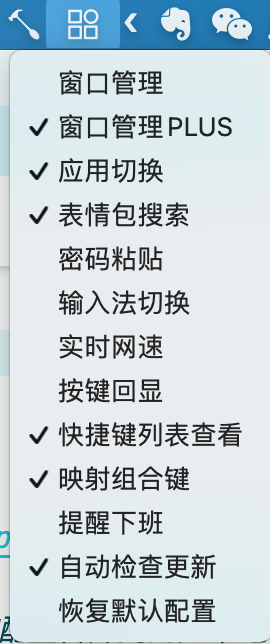 窗口管理
窗口管理PLUS
应用切换
表情包搜索
密码粘贴
输入法切换
实时网速
按键回显
快捷键列表查看
映射组合键
提醒下班
自动检查更新
恢复默认配置